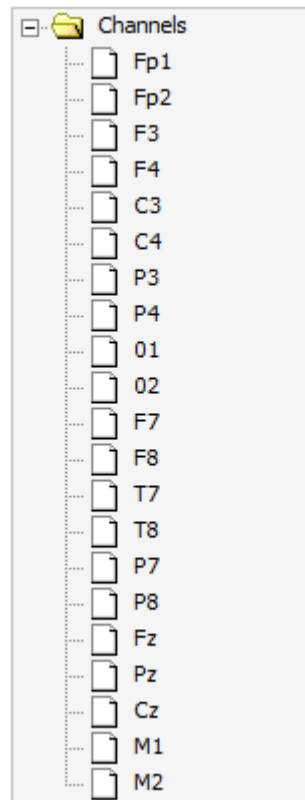 Channels
Fp1
Fp2
F3
F4
C3
C4
P3
P4
01
02
F7
F8
T7
T8
P7
P8
Fz
Pz
Cz
M1
M2